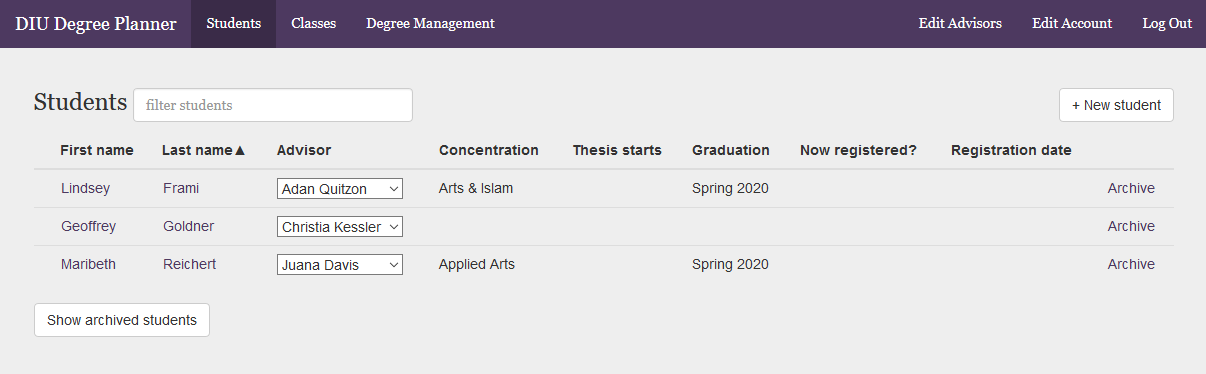 DIU Degree Planner Students Classes Degree Management Edit Advisors Edit Account Log Out
Students filter students + New student
First name Last name▲ Advisor Concentration Thesis starts Graduation Now registered? Registration date
Lindsey Frami Adan Quitzon Arts & Islam Spring 2020 Archive
Geoffrey Goldner Christia Kessler Archive
Maribeth Reichert Juana Davis Applied Arts Spring 2020 Archive
Show archived students